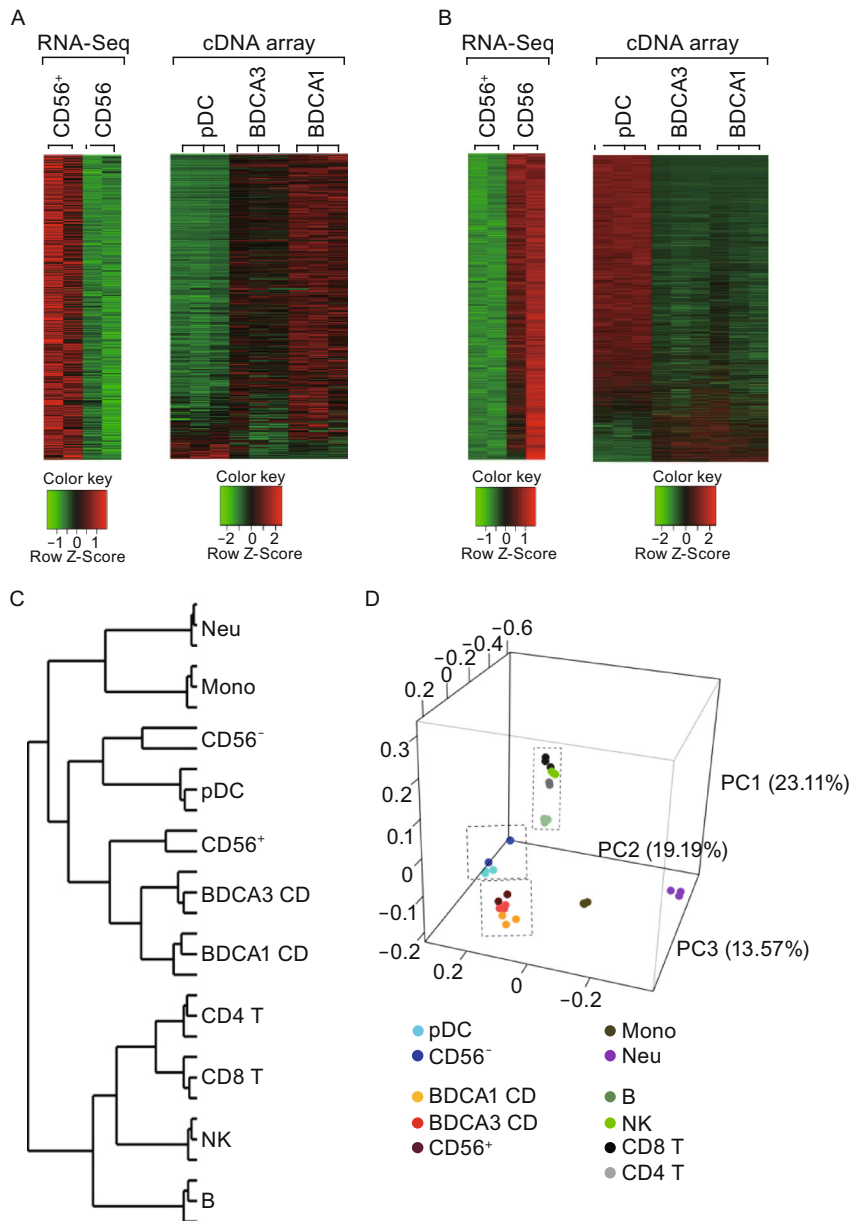 A
RNA-Seq
cDNA array
CD56+
CD56
pDC
BDCA3
BDCA1
Color key
−1 0 1
Row Z-Score
Color key
−2 0 2
Row Z-Score
B
RNA-Seq
cDNA array
CD56+
CD56
pDC
BDCA3
BDCA1
Color key
−1 0 1
Row Z-Score
Color key
−2 0 2
Row Z-Score
C
Neu
Mono
CD56−
pDC
CD56+
BDCA3 CD
BDCA1 CD
CD4 T
CD8 T
NK
B
D
−0.6
−0.4
−0.2
0
0.2
0.3
0.2
0.1
0
−0.1
−0.2
0.2
0
−0.2
PC1 (23.11%)
PC2 (19.19%)
PC3 (13.57%)
pDC
CD56−
BDCA1 CD
BDCA3 CD
CD56+
Mono
Neu
B
NK
CD8 T
CD4 T